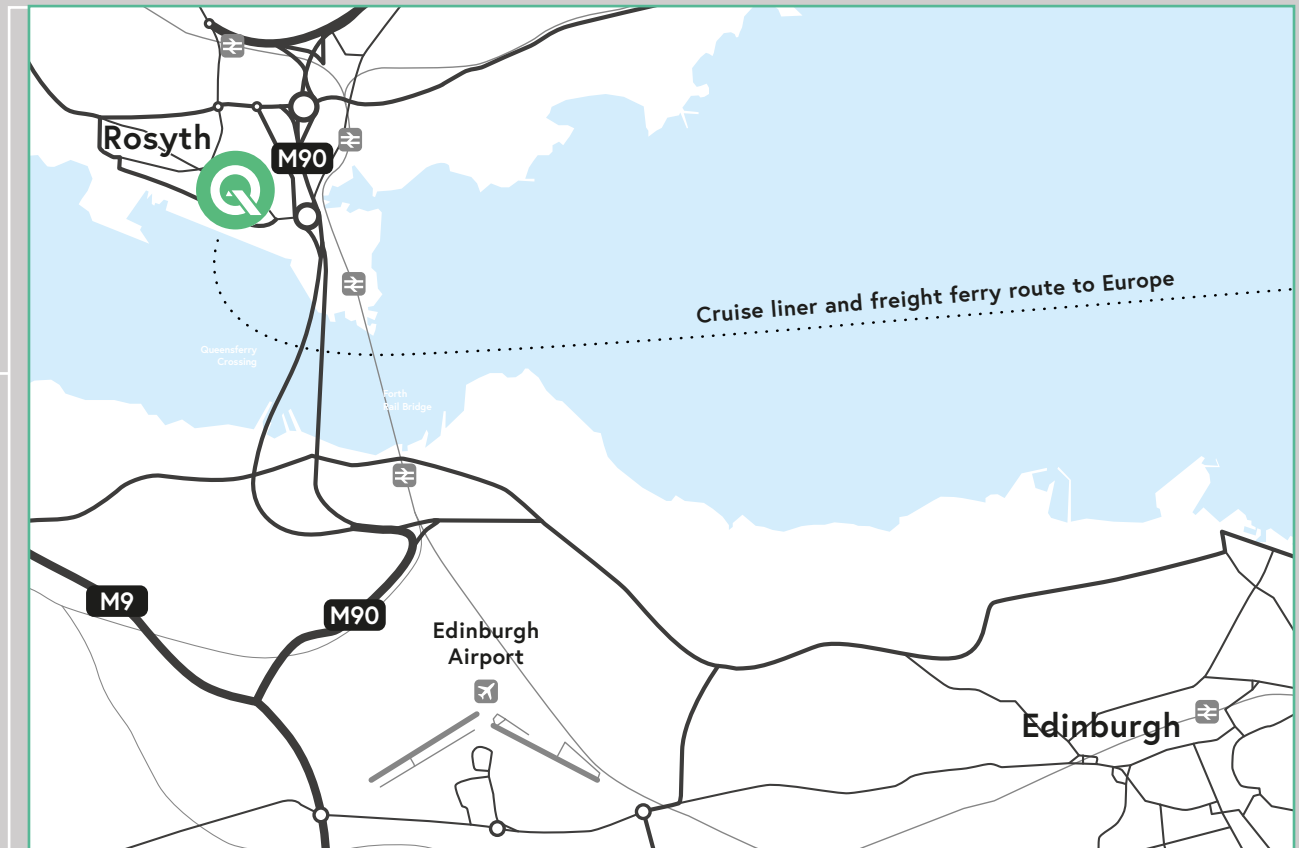 Rosyth
M90
Cruise liner and freight ferry route to Europe
Queensferry
Crossing
Forth
Rail Bridge
M9
M90
Edinburgh
Airport
Edinburgh